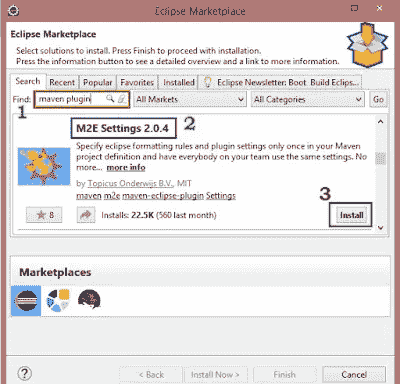 Eclipse Marketplace
Eclipse Marketplace
Select solutions to install. Press Finish to proceed with installation.
Press the information button to see a detailed overview and a link to more information.
Search Recent Popular Favorites Installed Eclipse Newsletter: Boot Build Eclips...
Find: maven plugin All Markets All Categories Go
1
M2E Settings 2.0.4 2
Specify eclipse formatting rules and plugin settings only once in your Maven
project definition and have everybody on your team use the same settings. No
more... more info
by Topicus Onderwijs B.V., MIT
maven m2e maven-eclipse-plugin Settings
3
8 Installs: 22.5K (560 last month) Install
Marketplaces
? < Back Install Now > Finish Cancel